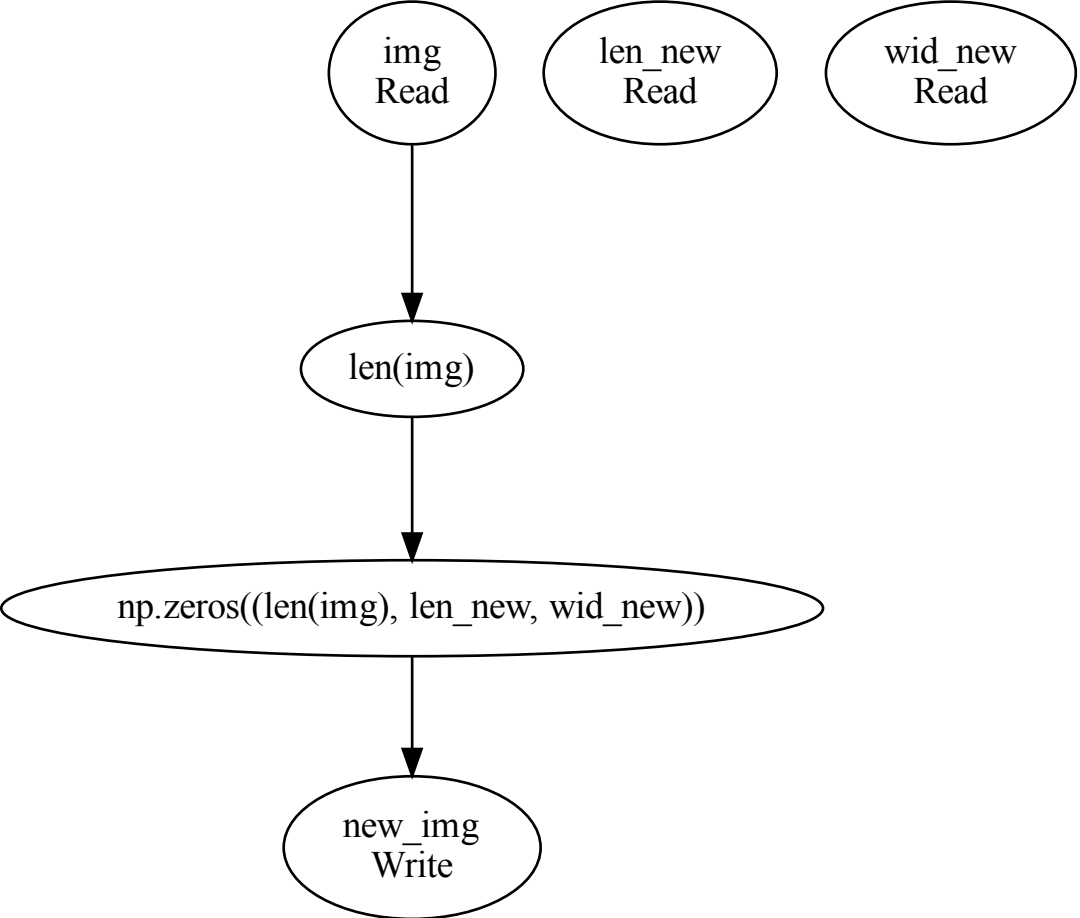 img
Read
len_new
Read
wid_new
Read
len(img)
np.zeros((len(img), len_new, wid_new))
new_img
Write